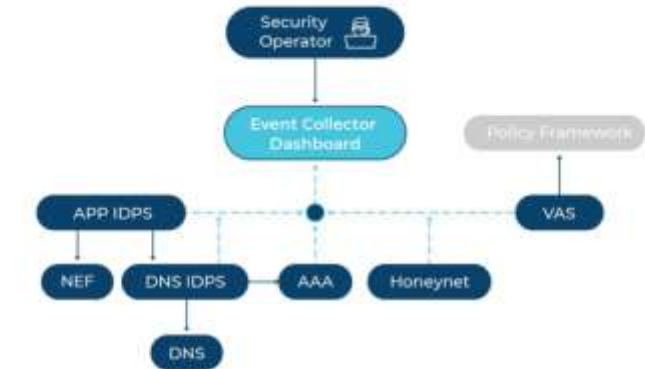 Security
Operator
Event Collector
Dashboard
Policy Framework
APP IDPS
VAS
NEF
DNS IDPS
AAA
Honeynet
DNS